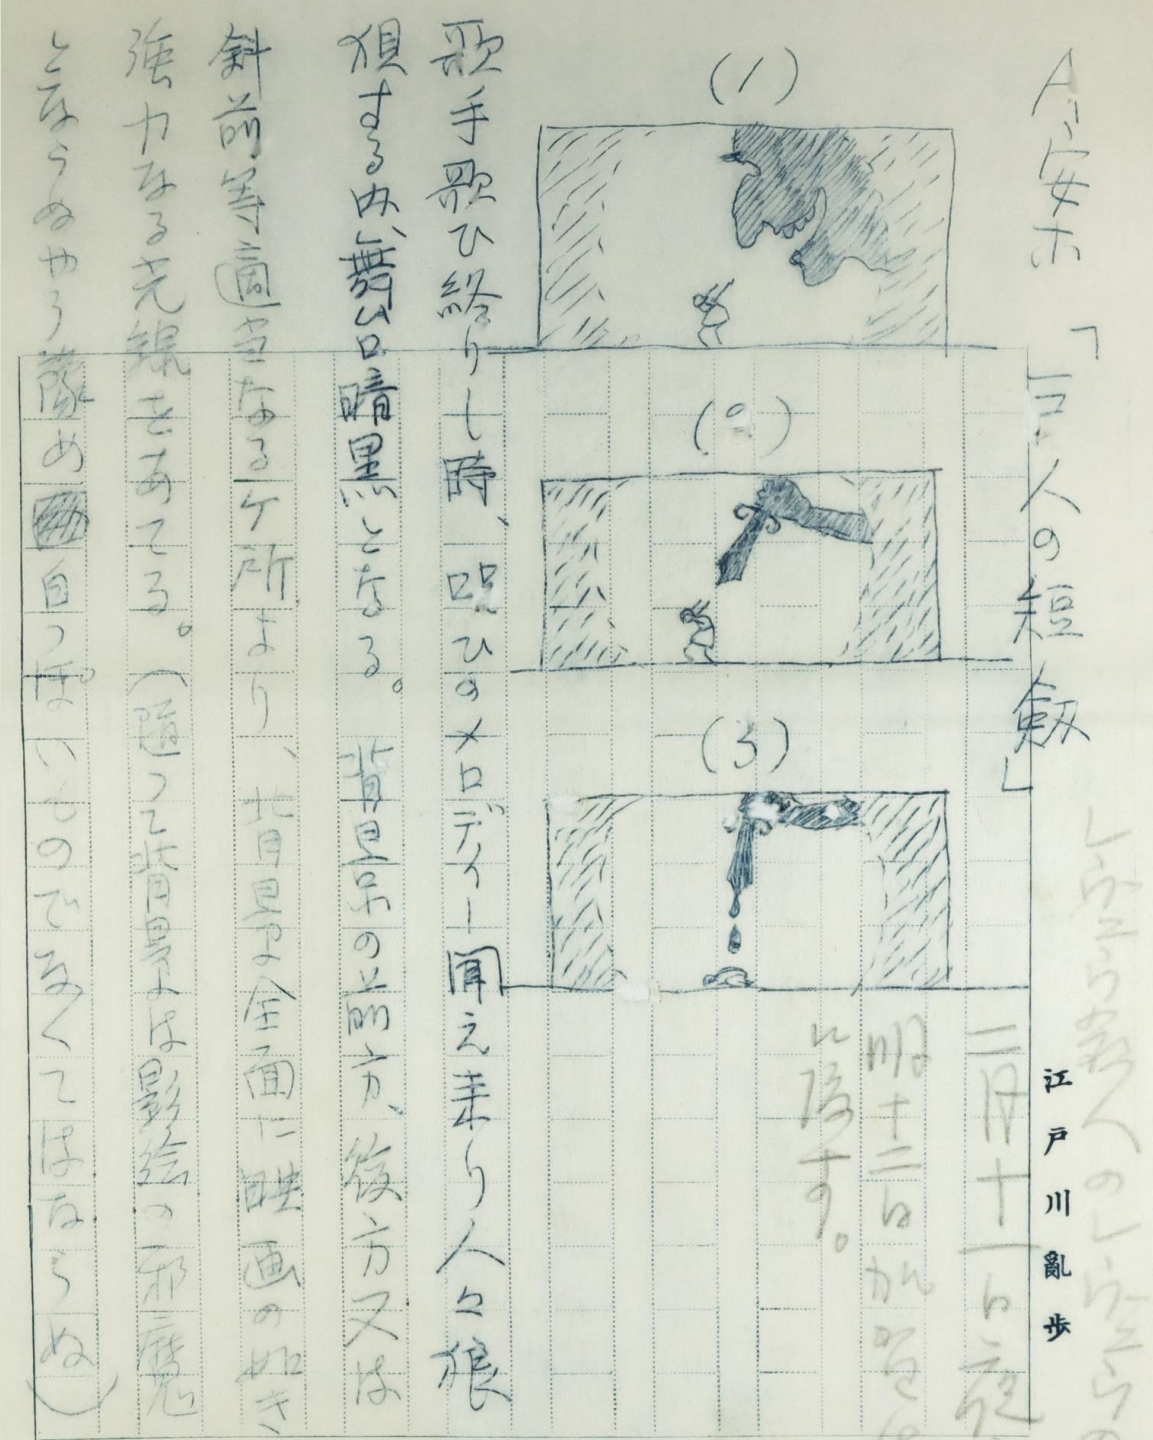 A案「巨人の短剱」
江戸川亂歩
(1)
(2)
(3)
歌手歌ひ終りし時、呪ひのメロディー聞え来り人々狼
狽する内、舞台暗黒となる。背景の前方、後方又は
斜前等適当なるケ所より、背景全面に映画の如き
強力なる光線をあてる。(随って背景は影絵の邪魔
とならぬやう薄め自っぽいものでなくてはならぬ)
二月十一日
明十二日
します。